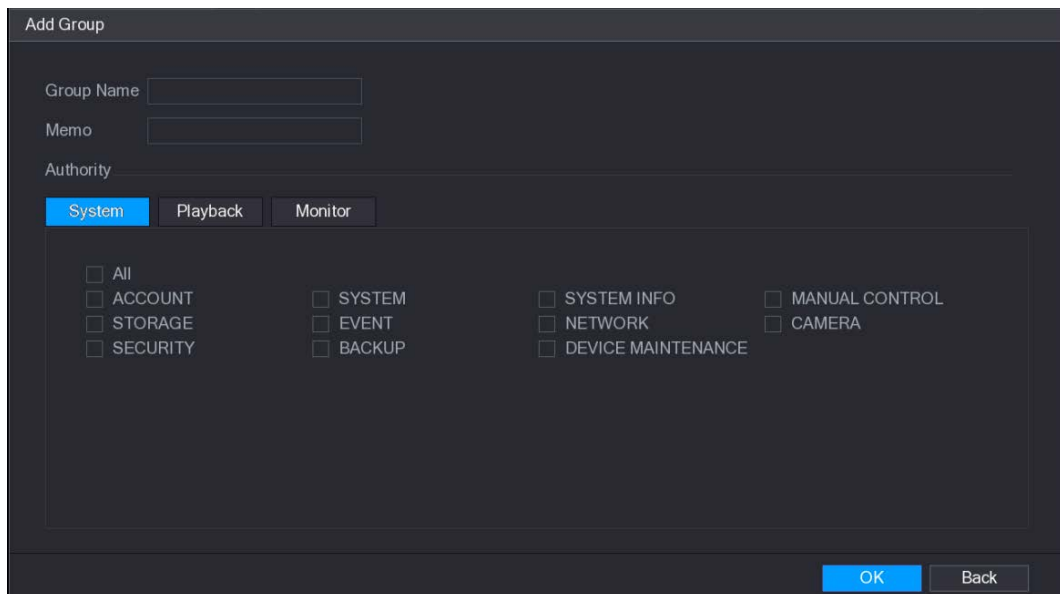 Add Group
Group Name
Memo
Authority
System Playback Monitor
All
ACCOUNT SYSTEM SYSTEM INFO MANUAL CONTROL
STORAGE EVENT NETWORK CAMERA
SECURITY BACKUP DEVICE MAINTENANCE
OK Back